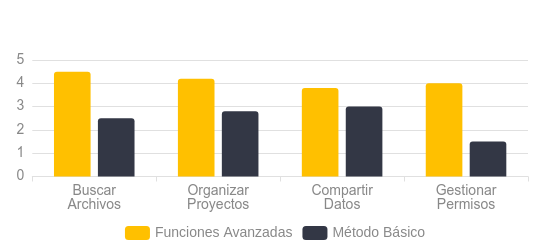 5
4
3
2
1
0
Buscar
Archivos
Organizar
Proyectos
Compartir
Datos
Gestionar
Permisos
Funciones Avanzadas
Método Básico